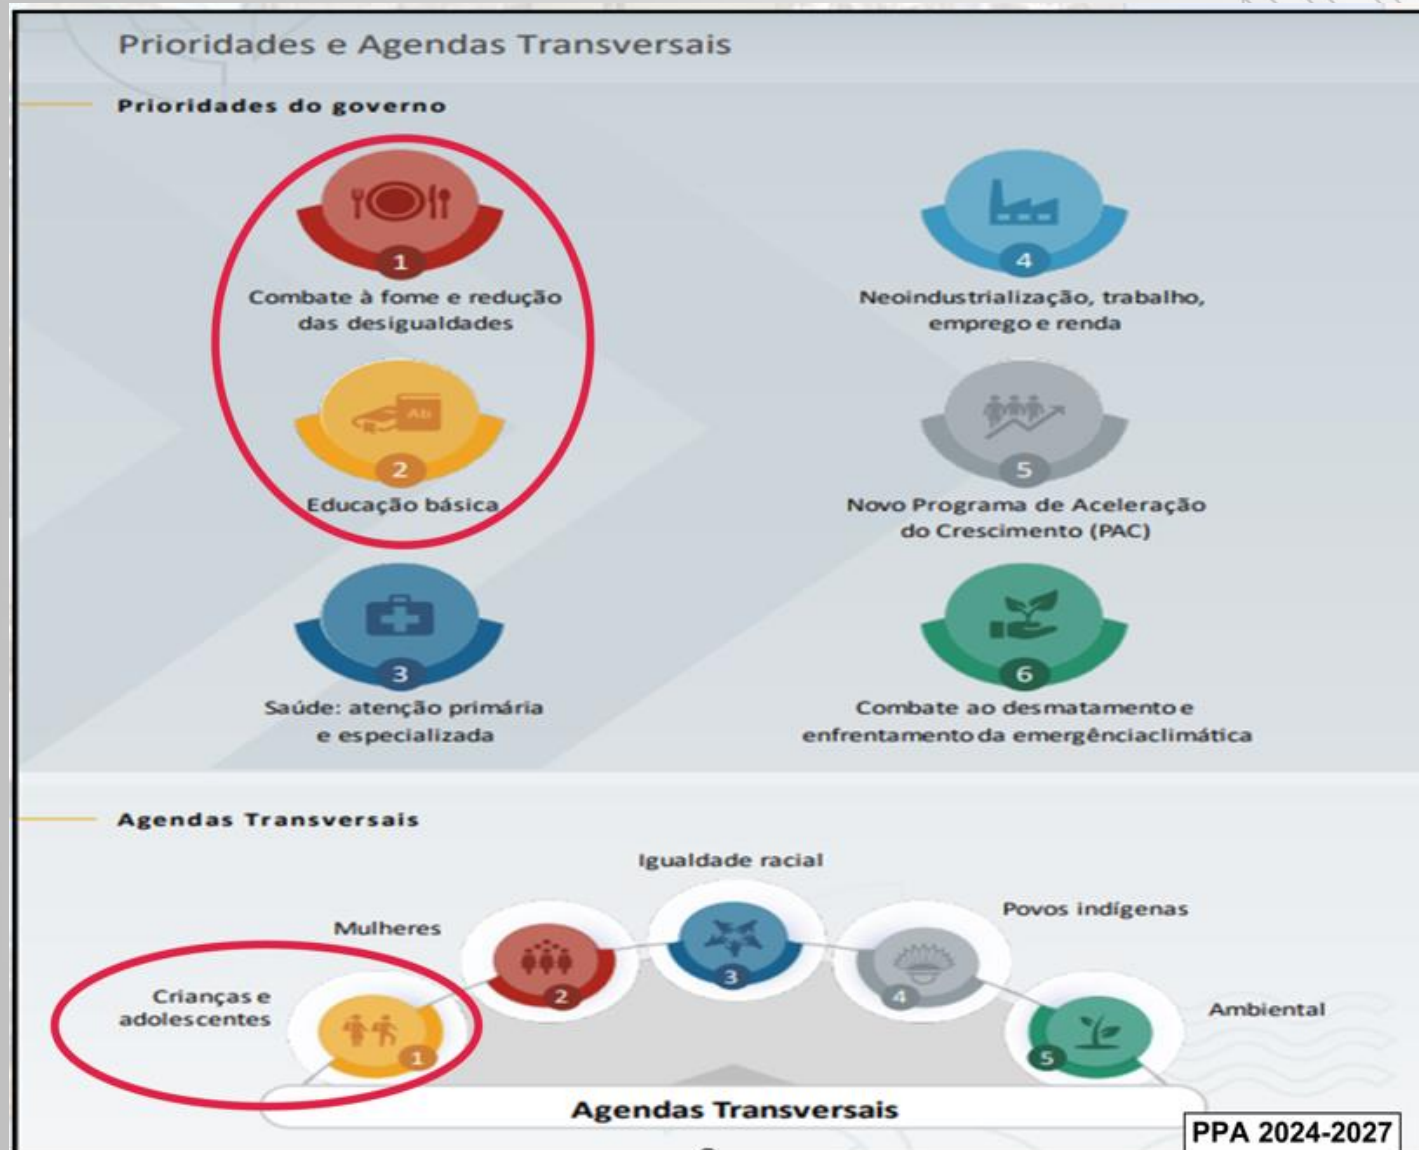 Prioridades e Agendas Transversais
Prioridades do governo
1
Combate à fome e redução
das desigualdades
Ab
2
Educação básica
3
Saúde: atenção primária
e especializada
4
Neoindustrialização, trabalho,
emprego e renda
5
Novo Programa de Aceleração
do Crescimento (PAC)
6
Combate ao desmatamento e
enfrentamento da emergênciaclimática
Agendas Transversais
Crianças e
adolescentes
1
Mulheres
2
Igualdade racial
3
Povos indígenas
4
Ambiental
5
Agendas Transversais
PPA 2024-2027